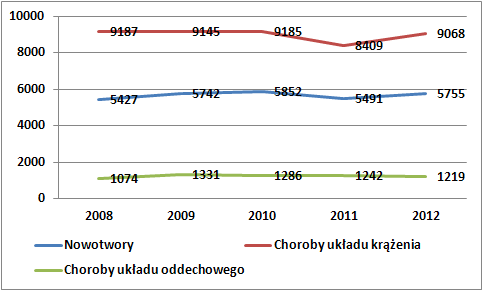 10000
8000
6000
4000
2000
0
9187 9145 9185 8409 9068
5427 5742 5852 5491 5755
1074 1331 1286 1242 1219
2008 2009 2010 2011 2012
Nowotwory Choroby układu krążenia
Choroby układu oddechowego